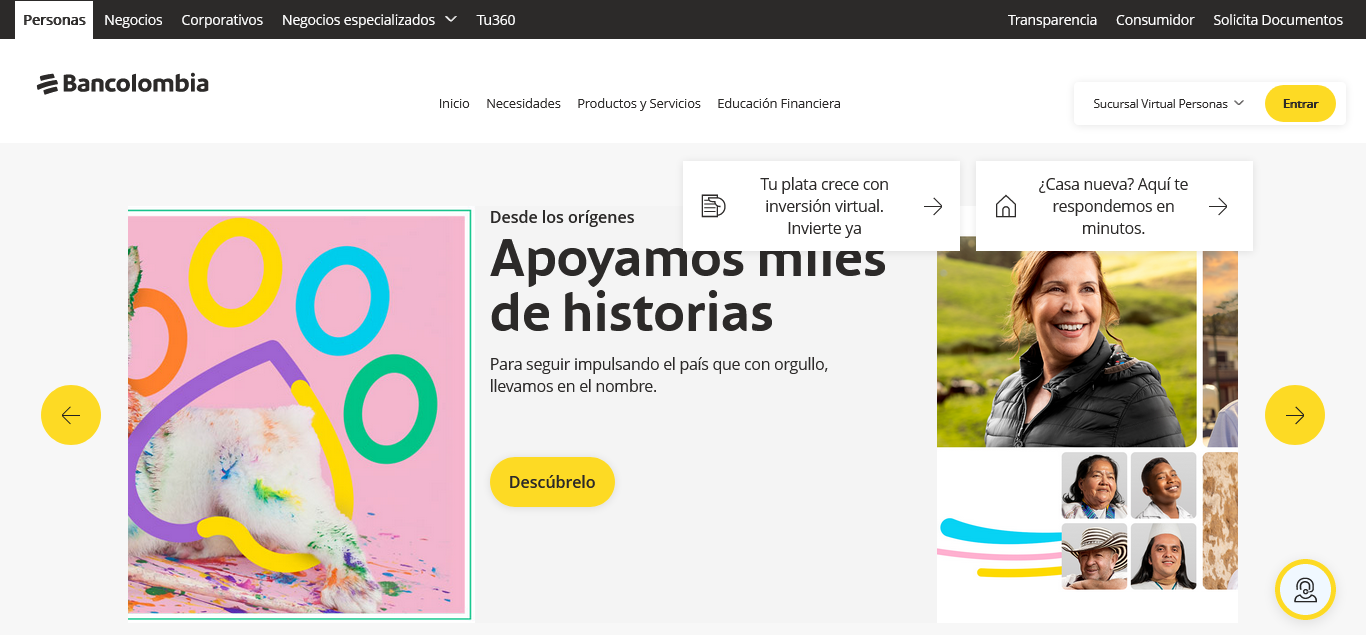 Personas Negocios Corporativos Negocios especializados Tu360 Transparencia Consumidor Solicita Documentos
Bancolombia
Inicio Necesidades Productos y Servicios Educación Financiera
Sucursal Virtual Personas Entrar
Tu plata crece con
inversión virtual.
Invierte ya
¿Casa nueva? Aquí te
respondemos en
minutos.
Desde los orígenes
Apoyamos miles
de historias
Para seguir impulsando el país que con orgullo,
llevamos en el nombre.
Descúbrelo